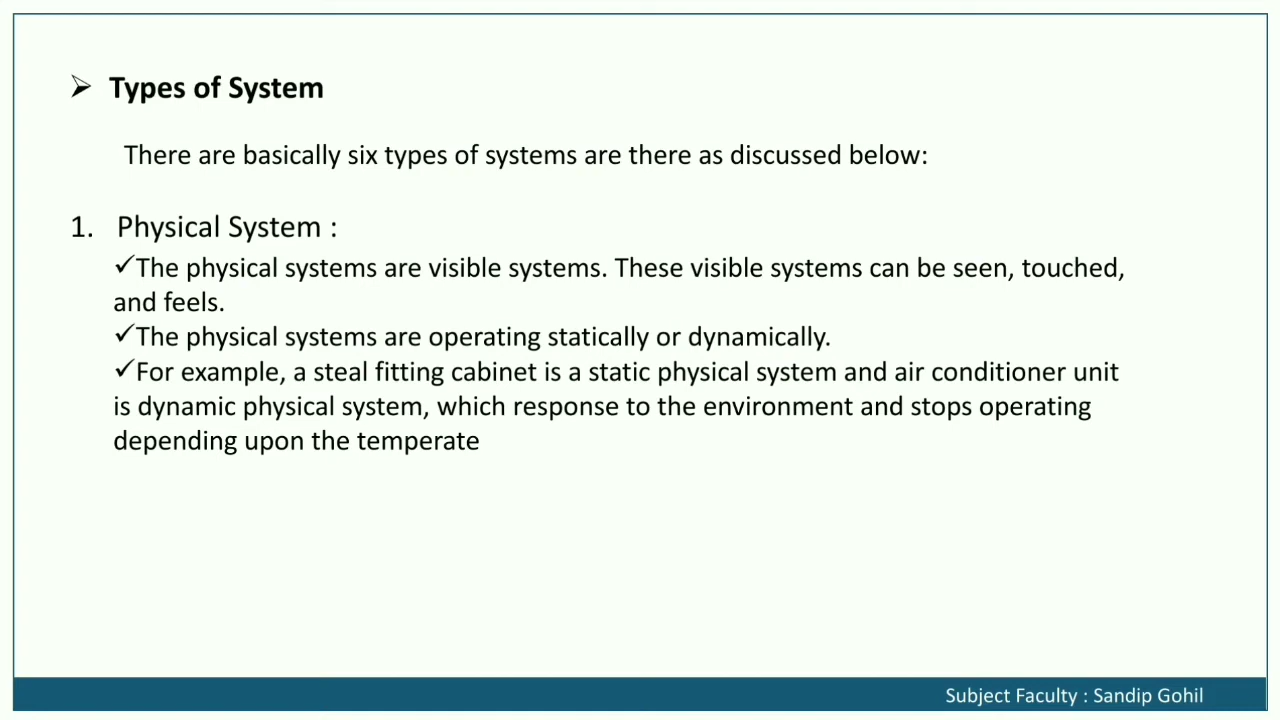 ➢ Types of System
There are basically six types of systems are there as discussed below:
1. Physical System :
✓The physical systems are visible systems. These visible systems can be seen, touched,
and feels.
✓The physical systems are operating statically or dynamically.
✓For example, a steal fitting cabinet is a static physical system and air conditioner unit
is dynamic physical system, which response to the environment and stops operating
depending upon the temperate
Subject Faculty : Sandip Gohil